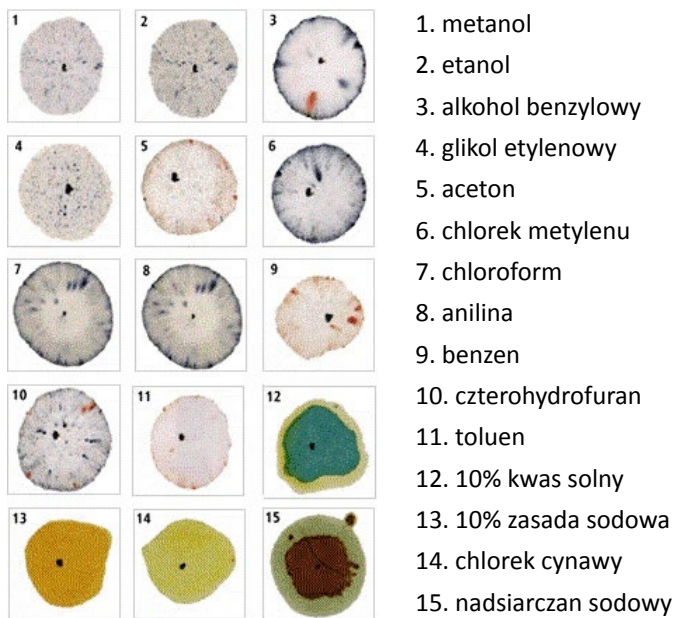 1
2
3
4
5
6
7
8
9
10
11
12
13
14
15
1. metanol
2. etanol
3. alkohol benzylowy
4. glikol etylenowy
5. aceton
6. chlorek metylenu
7. chloroform
8. anilina
9. benzen
10. czterohydrofuran
11. toluen
12. 10% kwas solny
13. 10% zasada sodowa
14. chlorek cynawy
15. nadsiarczan sodowy